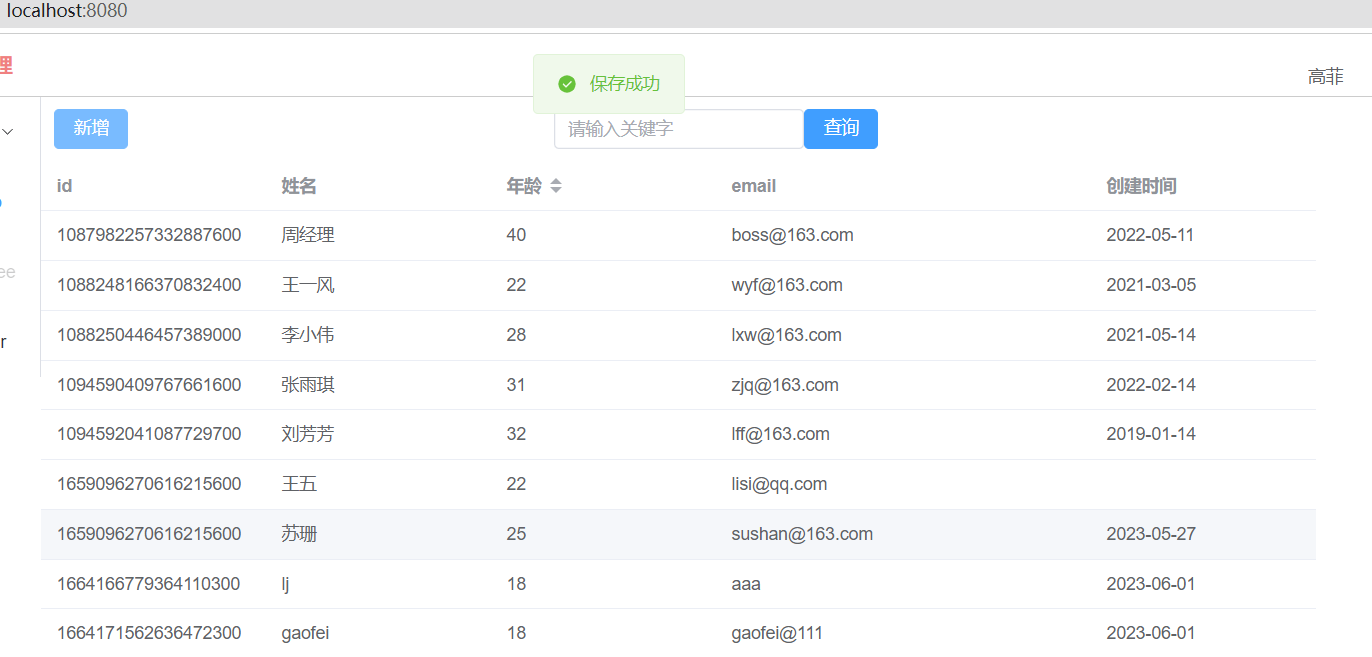 localhost:8080
理
保存成功
高菲
新增
请输入关键字
查询
id 姓名 年龄 email 创建时间
1087982257332887600 周经理 40 boss@163.com 2022-05-11
1088248166370832400 王一风 22 wyf@163.com 2021-03-05
1088250446457389000 李小伟 28 lxw@163.com 2021-05-14
ee
r
1094590409767661600 张雨琪 31 zjq@163.com 2022-02-14
1094592041087729700 刘芳芳 32 lff@163.com 2019-01-14
1659096270616215600 王五 22 lisi@qq.com
1659096270616215600 苏珊 25 sushan@163.com 2023-05-27
1664166779364110300 lj 18 aaa 2023-06-01
1664171562636472300 gaofei 18 gaofei@111 2023-06-01